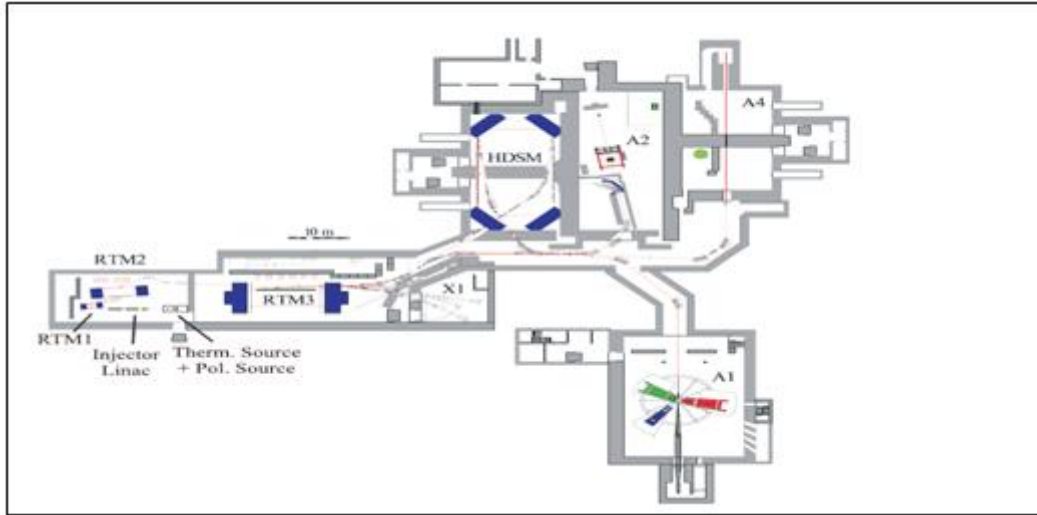 A4
A2
HDSM
10 m
RTM2
RTM3
X1
RTM1
Injector
Linac
Therm. Source
+ Pol. Source
A1